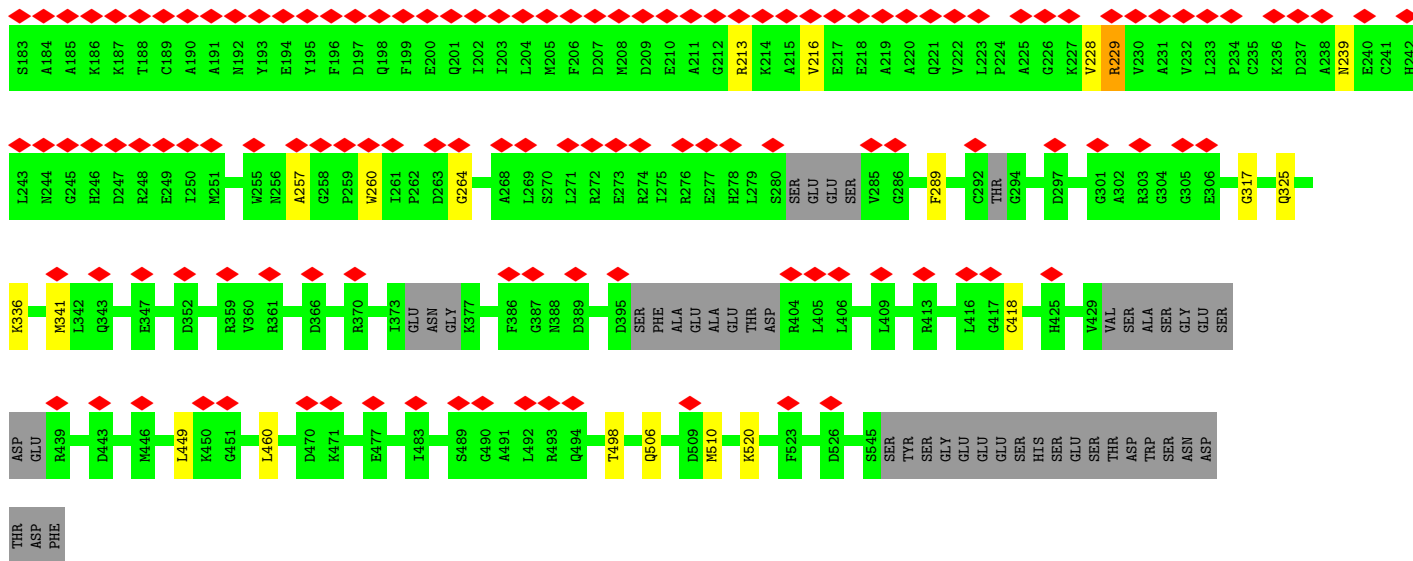 S183 A184 A185 K186 K187 T188 C189 A190 A191 N192 Y193 E194 Y195 F196 D197 Q198 F199 E200 Q201 I202 I203 L204 M205 F206 D207 M208 D209 E210 A211 G212 R213 K214 A215 V216 E217 E218 A219 A220 Q221 V222 L223 P224 A225 G226 K227 V228 R229 V230 A231 V232 L233 P234 C235 K236 D237 A238 N239 E240 C241 H242
L243 N244 G245 H246 D247 R248 E249 I250 M251 W255 N256 A257 G258 P259 W260 I261 P262 D263 G264 A268 L269 S270 L271 R272 E273 R274 I275 R276 E277 H278 L279 S280 SER GLU GLU SER V285 G286 F289 C292 THR G294 D297 G301 A302 R303 G304 G305 E306 G317 Q325
K336 M341 L342 Q343 E347 D352 R359 V360 R361 D366 R370 I373 GLU ASN GLY K377 F386 G387 N388 D389 D395 SER PHE ALA GLU ALA GLU THR ASP R404 L405 L406 L409 R413 L416 G417 C418 H425 V429 VAL SER ALA SER GLY GLU SER
ASP GLU R439 D443 M446 L449 K450 G451 L460 D470 K471 E477 I483 S489 G490 A491 L492 R493 Q494 T498 Q506 D509 M510 K520 F523 D526 S545 SER TYR SER GLY GLU GLU GLU SER HIS SER GLU SER THR ASP TRP SER ASN ASP
THR ASP PHE